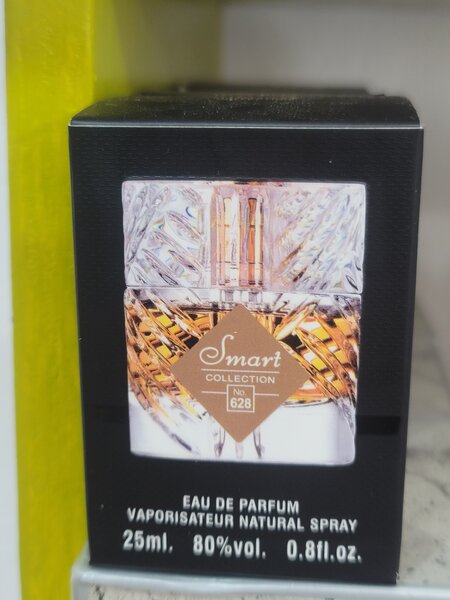 Smart
COLLECTION
No.
628
EAU DE PARFUM
VAPORISATEUR NATURAL SPRAY
25ml. 80%vol. 0.8fl.oz.